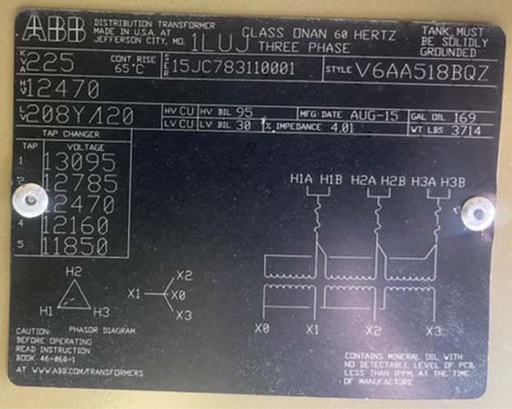 ABB DISTRIBUTION TRANSFORMER
MADE IN U.S.A. AT
JEFFERSON CITY, MO. 1LUJ
CLASS ONAN 60 HERTZ
THREE PHASE
TANK MUST
BE SOLIDLY
GROUNDED
KVA 225 CONT RISE 65°C SER 15JC783110001 STYLE V6AA518BQZ
HV 12470
LV 208Y/120 HV CU HV BIL 95 MFG DATE AUG-15 GAL OIL 169
LV CU LV BIL 30 % IMPEDANCE 4.01 WT LBS 3714
TAP CHANGER
TAP VOLTAGE
1 13095
2 12785
12470
4 12160
5 11850
H1A H1B H2A H2B H3A H3B
H2
H1 H3
X2
X1 X0
X3
X0 X1 X2 X3
CAUTION: PHASOR DIAGRAM
BEFORE OPERATING
READ INSTRUCTION
BOOK 46-060-1
AT WWW.ABB.COM/TRANSFORMERS
CONTAINS MINERAL OIL WITH
NO DETECTABLE LEVEL OF PCB,
LESS THAN 1PPM, AT THE TIME
OF MANUFACTURE